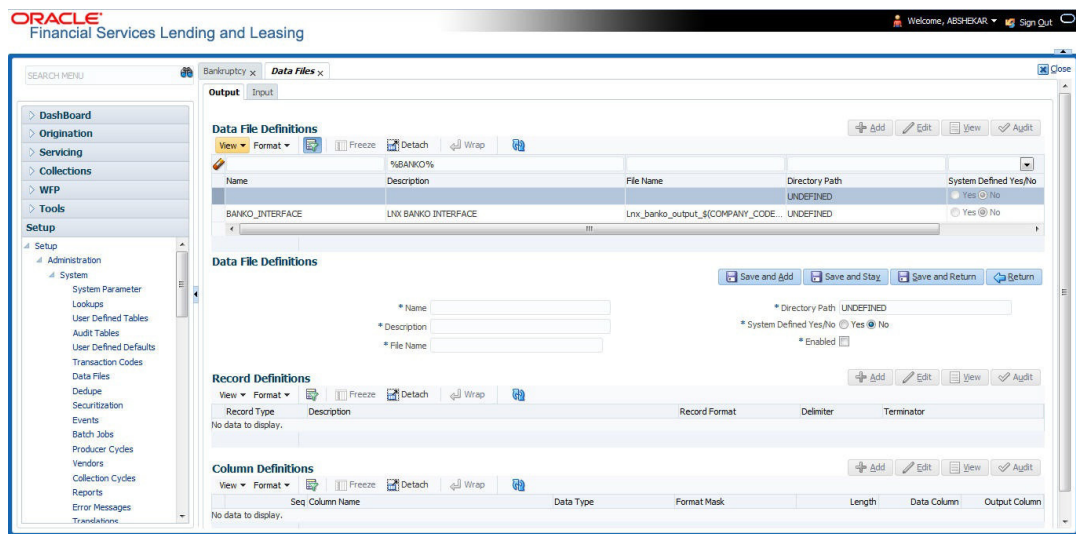 ORACLE'
Welcome, ABSHEKAR Sign Out
Financial Services Lending and Leasing
SEARCH MENU
Bankruptcy x Data Files x
Close
Output Input
DashBoard
Origination
Servicing
Collections
WFP
Tools
Setup
Setup
Administration
System
System Parameter
Lookups
User Defined Tables
Audit Tables
User Defined Defaults
Transaction Codes
Data Files
Dedupe
Securitization
Events
Batch Jobs
Producer Cycles
Vendors
Collection Cycles
Reports
Error Messages
Translations
Data File Definitions
Add Edit View Audit
View Format Freeze Detach Wrap
%BANKO%
Name Description File Name Directory Path System Defined Yes/No
UNDEFINED Yes No
BANKO_INTERFACE LNX BANKO INTERFACE Lnx_banko_output_$(COMPANY_CODE... UNDEFINED Yes No
Data File Definitions
Save and Add Save and Stay Save and Return Return
* Name
* Description
* File Name
* Directory Path UNDEFINED
* System Defined Yes/No Yes No
* Enabled
Record Definitions
Add Edit View Audit
View Format Freeze Detach Wrap
Record Type Description Record Format Delimiter Terminator
No data to display.
Column Definitions
Add Edit View Audit
View Format Freeze Detach Wrap
Seq Column Name Data Type Format Mask Length Data Column Output Column
No data to display.